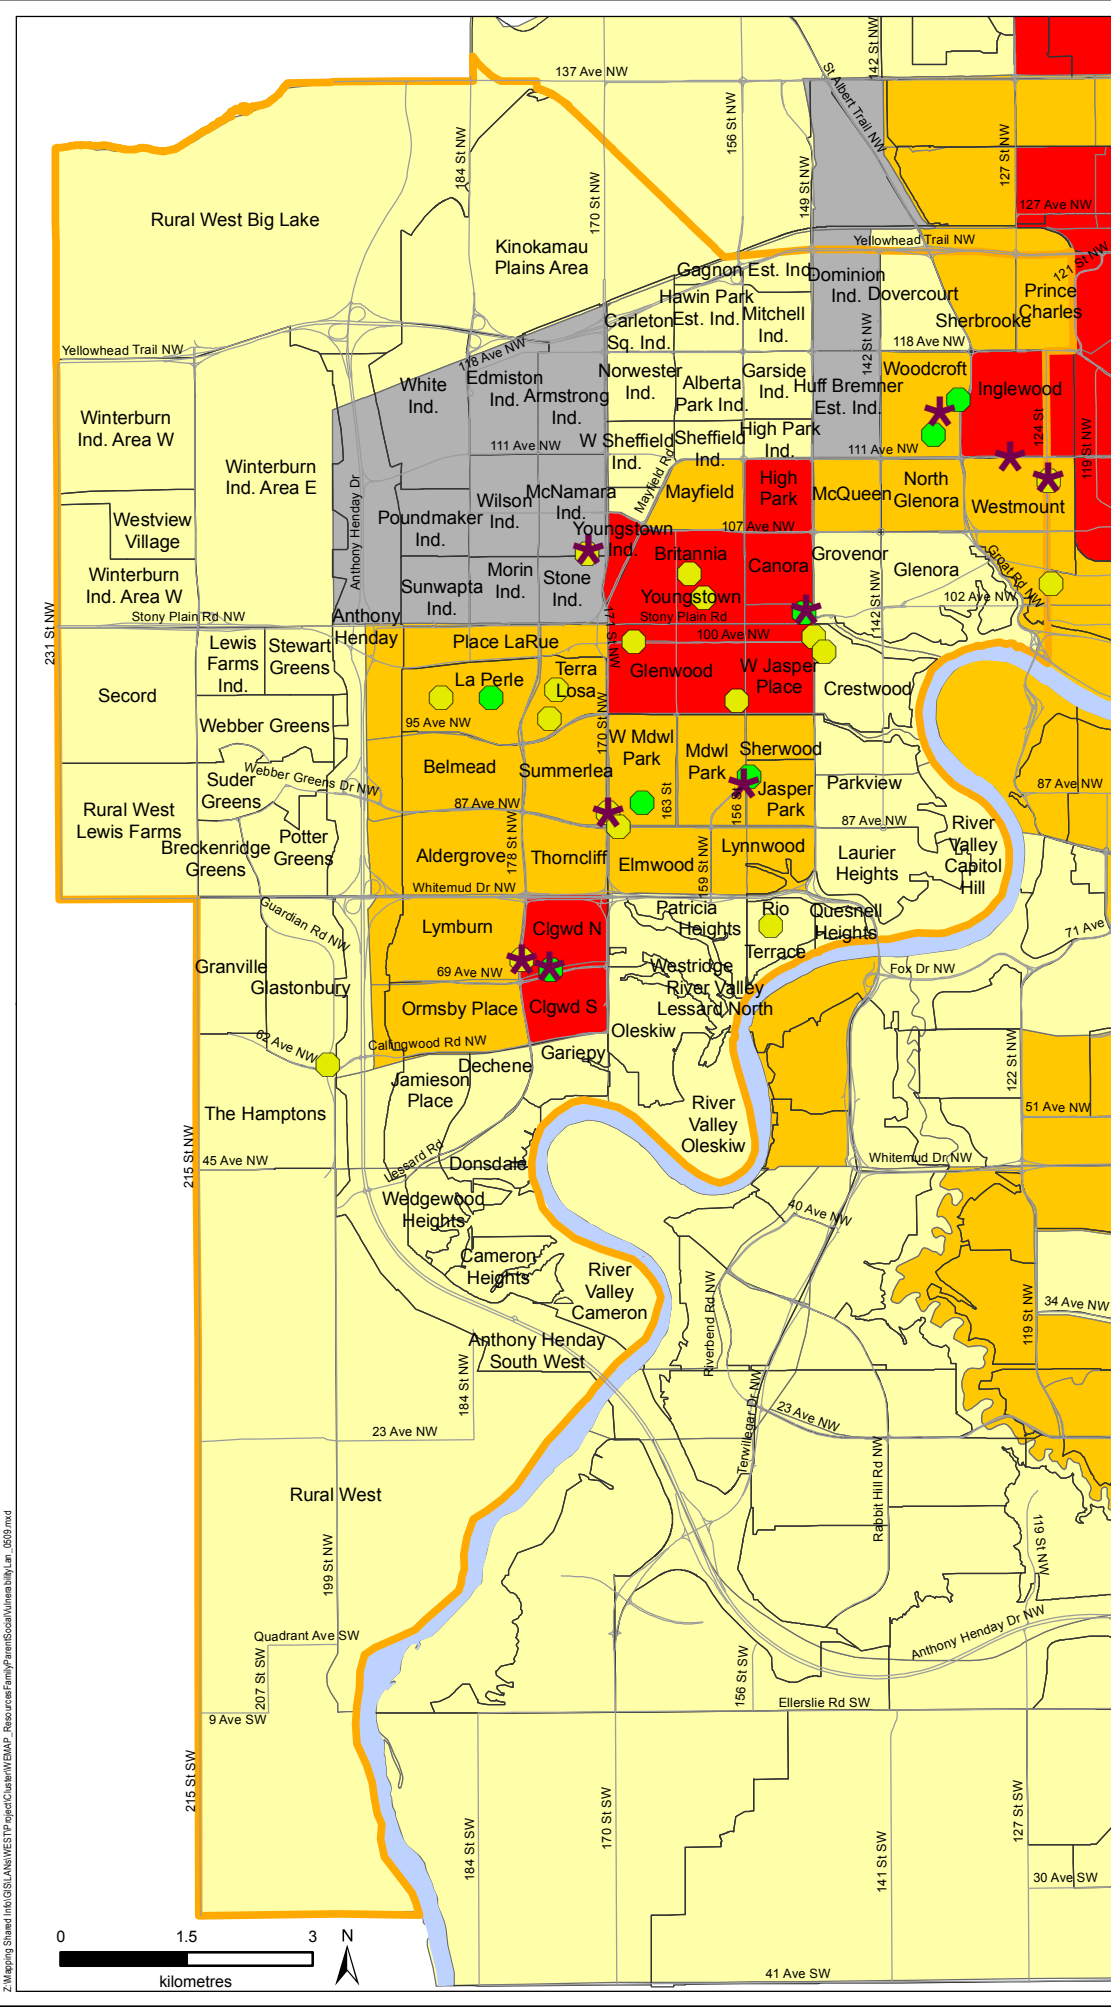 137 Ave NW
142 St NW
St Albert Trail NW
156 St NW
184 St NW
170 St NW
149 St NW
127 St NW
127 Ave NW
Rural West Big Lake
Kinokamau
Plains Area
Yellowhead Trail NW
121 St NW
Gagnon Est. Ind.
Dominion
Ind.
Dovercourt
Prince
Charles
Hawin Park
Est. Ind.
Mitchell
Ind.
Carleton
Sq. Ind.
Sherbrooke
118 Ave NW
142 St NW
Yellowhead Trail NW
118 Ave NW
White
Ind.
Edmiston
Ind.
Armstrong
Ind.
Norwester
Ind.
Alberta
Park Ind.
Garside
Ind.
Huff Bremner
Est. Ind.
Woodcroft
Inglewood
124 St
119 St NW
Winterburn
Ind. Area W
111 Ave NW
W Sheffield
Ind.
Sheffield
Ind.
High Park
Ind.
111 Ave NW
Winterburn
Ind. Area E
Mayfield Rd
Mayfield
High
Park
McQueen
North
Glenora
Westmount
Westview
Village
Anthony Henday Dr
Poundmaker
Ind.
Wilson
Ind.
McNamara
Ind.
Youngstown
Ind.
107 Ave NW
Britannia
Youngstown
Canora
Grovenor
Glenora
Groat Rd NW
Winterburn
Ind. Area W
Sunwapta
Ind.
Morin
Ind.
Stone
Ind.
102 Ave NW
142 St NW
Stony Plain Rd NW
Stony Plain Rd
231 St NW
Anthony
Henday
100 Ave NW
Lewis
Farms
Ind.
Stewart
Greens
Place LaRue
Glenwood
W Jasper
Place
Terra
Losa
La Perle
Secord
Crestwood
Webber Greens
95 Ave NW
170 St NW
W Mdwl
Park
Mdwl
Park
Sherwood
Belmead
Summerlea
Suder
Greens
Webber Greens Dr NW
Parkview
87 Ave NW
Rural West
Lewis Farms
87 Ave NW
163 St
156 St
Jasper
Park
87 Ave NW
Breckenridge
Greens
Potter
Greens
Aldergrove
178 St NW
Thorncliff
Elmwood
159 St NW
Lynnwood
Laurier
Heights
River
Valley
Capitol
Hill
Whitemud Dr NW
Guardian Rd NW
Lymburn
Clgwd N
Patricia
Heights
Rio
Terrace
Quesnell
Heights
71 Ave
Granville
Glastonbury
69 Ave NW
Westridge
Fox Dr NW
River Valley
Lessard North
Ormsby Place
Clgwd S
Oleskiw
62 Ave NW
Callingwood Rd NW
Gariepy
Dechene
Jamieson
Place
122 St NW
The Hamptons
River
Valley
Oleskiw
51 Ave NW
215 St NW
45 Ave NW
Lessard Rd
Donsdale
Whitemud Dr NW
Wedgewood
Heights
40 Ave NW
Cameron
Heights
River
Valley
Cameron
Riverbend Rd NW
119 St NW
34 Ave NW
Anthony Henday
South West
184 St NW
23 Ave NW
Terwillegar Dr NW
23 Ave NW
Rabbit Hill Rd NW
Rural West
199 St NW
119 St NW
Quadrant Ave SW
207 St SW
Anthony Henday Dr NW
156 St SW
Ellerslie Rd SW
9 Ave SW
215 St SW
184 St SW
170 St SW
141 St SW
127 St SW
30 Ave SW
0 1.5 3
kilometres
N
41 Ave SW